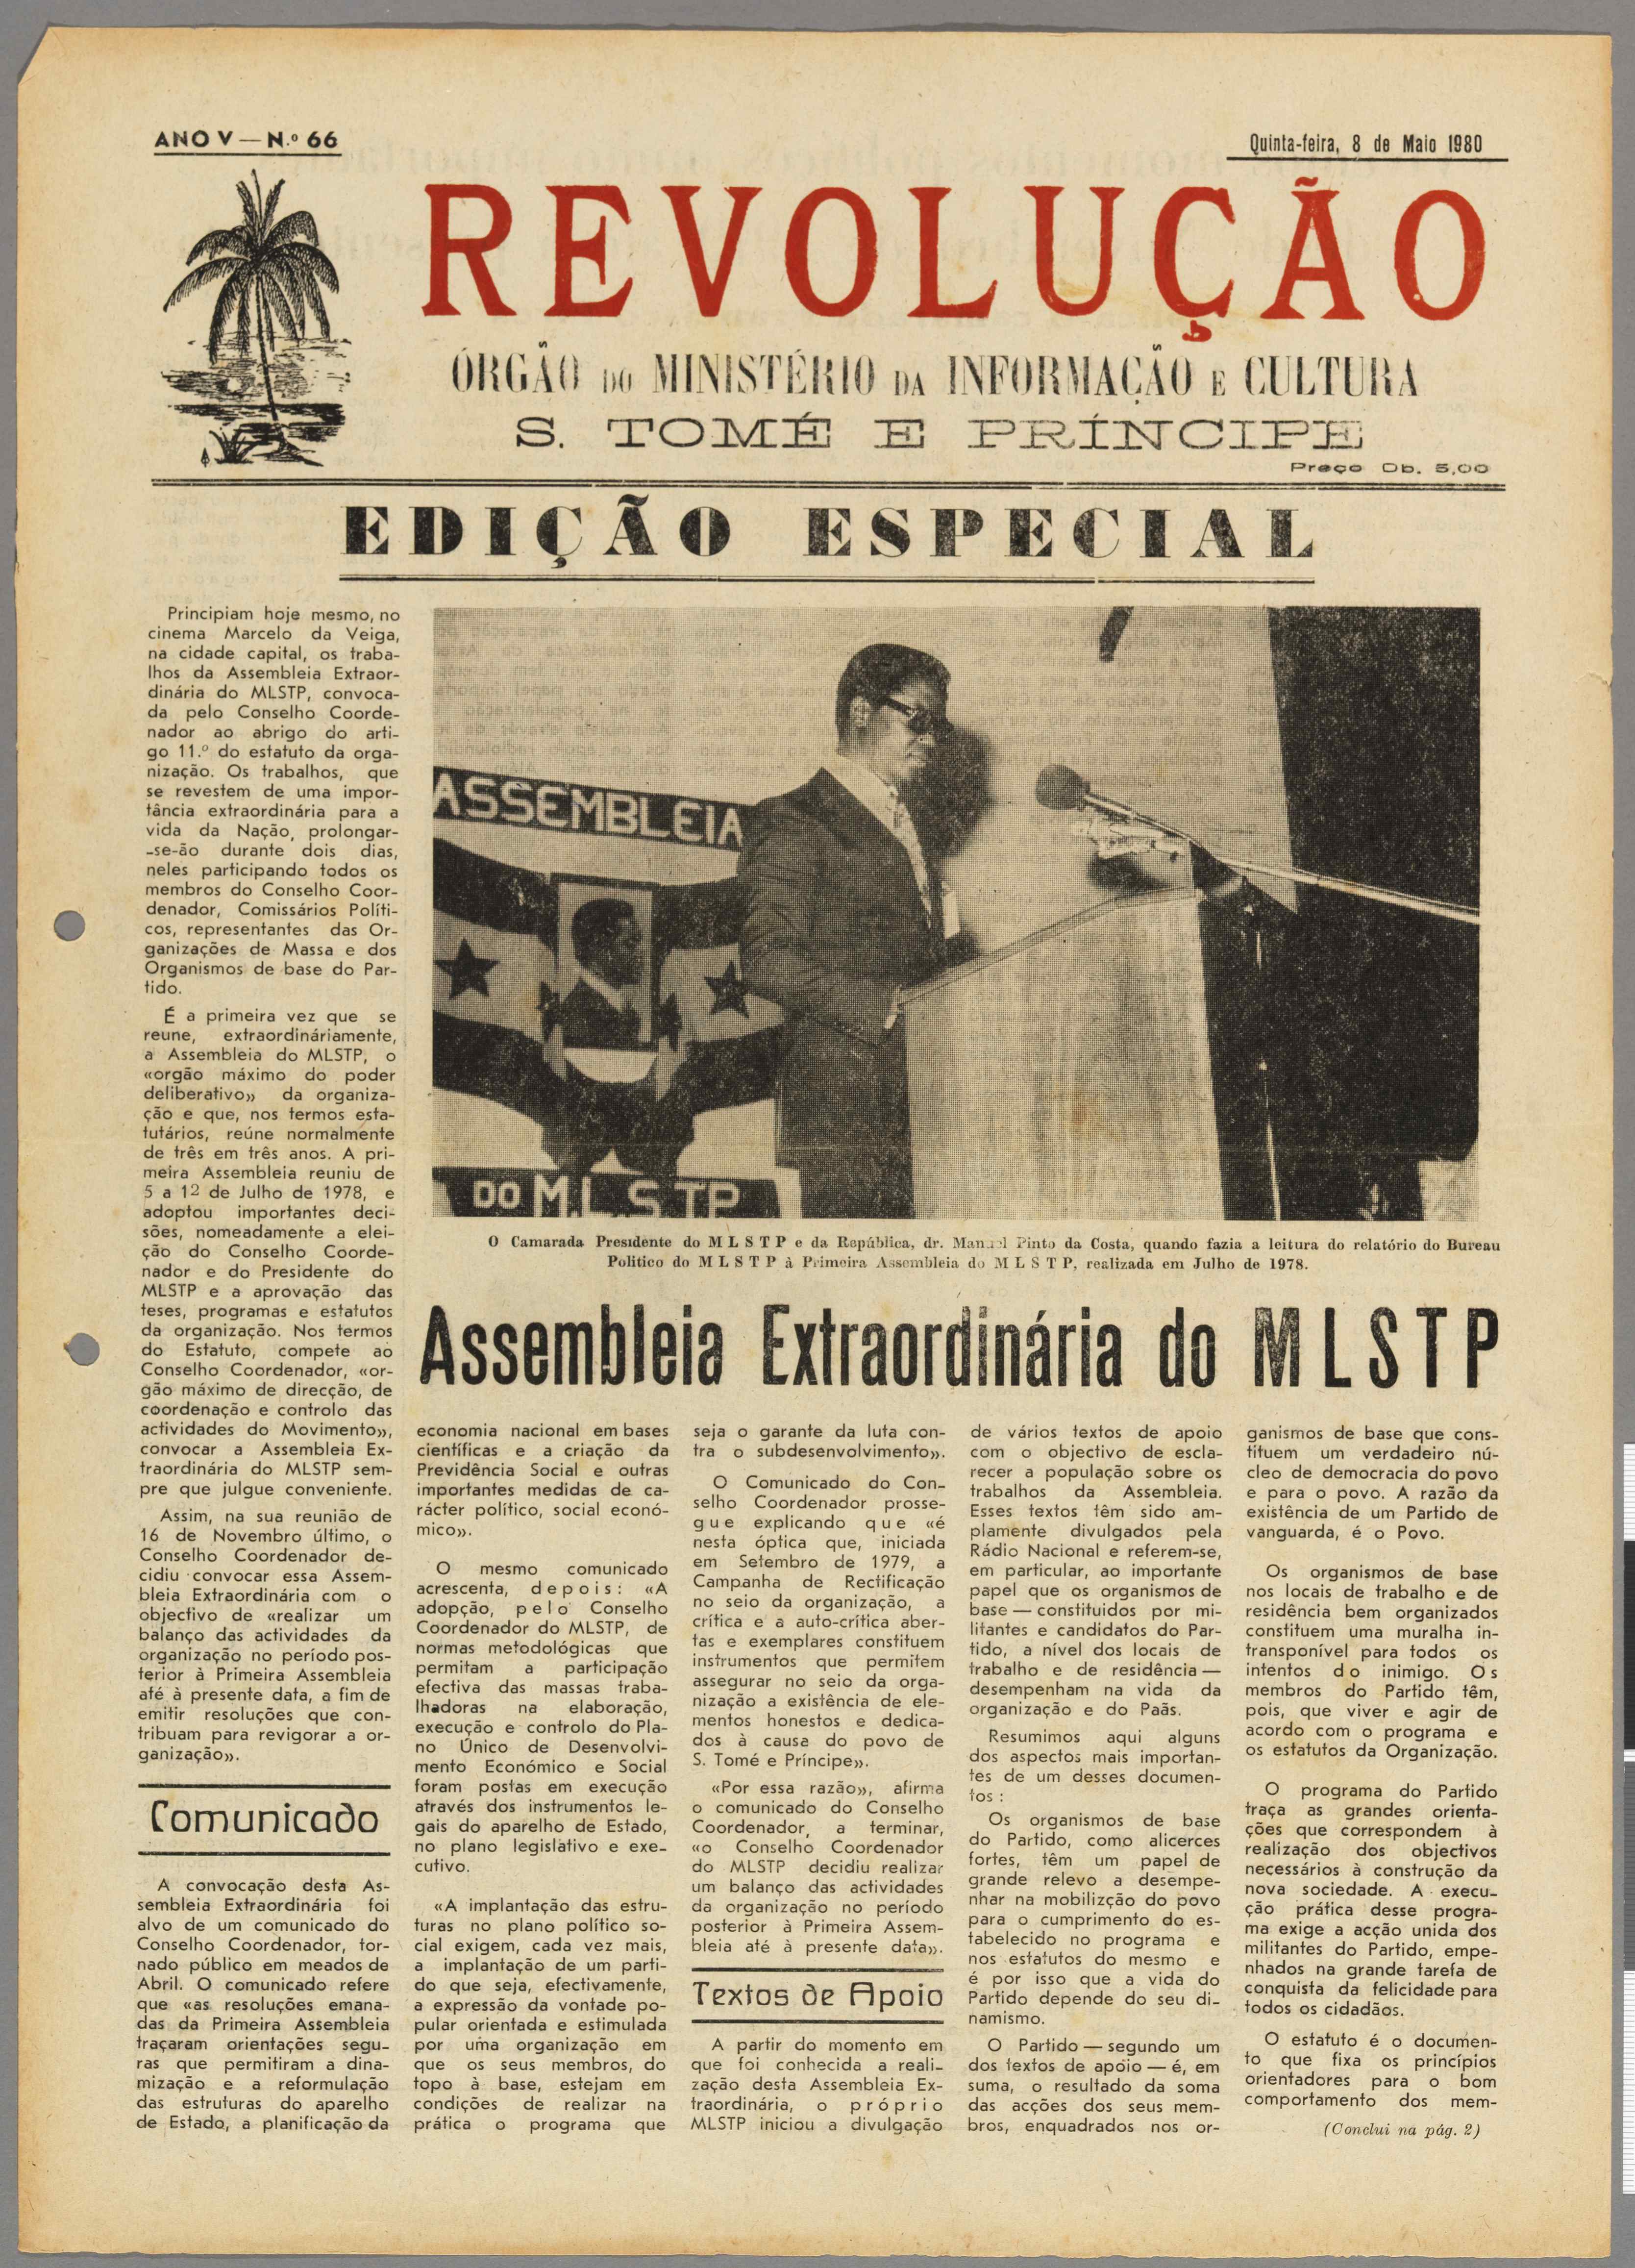 ANO V — N.º 66
Quinta-feira, 8 de Maio 1980
REVOLUÇÃO
ÓRGÃO DO MINISTÉRIO DA INFORMAÇÃO E CULTURA
S. TOMÉ E PRÍNCIPE
Preço Db. 5,00
EDIÇÃO ESPECIAL
Principiam hoje mesmo, no
cinema Marcelo da Veiga,
na cidade capital, os traba-
lhos da Assembleia Extraor-
dinária do MLSTP, convoca-
da pelo Conselho Coorde-
nador ao abrigo do arti-
go 11.º do estatuto da orga-
nização. Os trabalhos, que
se revestem de uma impor-
tância extraordinária para a
vida da Nação, prolongar-
-se-ão durante dois dias,
neles participando todos os
membros do Conselho Coor-
denador, Comissários Políti-
cos, representantes das Or-
ganizações de Massa e dos
Organismos de base do Par-
tido.
É a primeira vez que se
reune, extraordináriamente,
a Assembleia do MLSTP, o
«orgão máximo do poder
deliberativo» da organiza-
ção e que, nos termos esta-
tutários, reúne normalmente
de três em três anos. A pri-
meira Assembleia reuniu de
5 a 12 de Julho de 1978, e
adoptou importantes deci-
sões, nomeadamente a elei-
ção do Conselho Coorde-
nador e do Presidente do
MLSTP e a aprovação das
teses, programas e estatutos
da organização. Nos termos
do Estatuto, compete ao
Conselho Coordenador, «or-
gão máximo de direcção, de
coordenação e controlo das
actividades do Movimento»,
convocar a Assembleia Ex-
traordinária do MLSTP sem-
pre que julgue conveniente.
Assim, na sua reunião de
16 de Novembro último, o
Conselho Coordenador de-
cidiu convocar essa Assem-
bleia Extraordinária com o
objectivo de «realizar um
balanço das actividades da
organização no período pos-
terior à Primeira Assembleia
até à presente data, a fim de
emitir resoluções que con-
tribuam para revigorar a or-
ganização».
Comunicado
A convocação desta As-
sembleia Extraordinária foi
alvo de um comunicado do
Conselho Coordenador, tor-
nado público em meados de
Abril. O comunicado refere
que «as resoluções emana-
das da Primeira Assembleia
traçaram orientações segu-
ras que permitiram a dina-
mização e a reformulação
das estruturas do aparelho
de Estado, a planificação da
ASSEMBLEIA
DO M.L.S.TP
O Camarada Presidente do M L S T P e da República, dr. Manuel Pinto da Costa, quando fazia a leitura do relatório do Bureau
Politico do M L S T P à Primeira Assembleia do M L S T P, realizada em Julho de 1978.
Assembleia Extraordinária do MLSTP
economia nacional em bases
científicas e a criação da
Previdência Social e outras
importantes medidas de ca-
rácter político, social econó-
mico».
O mesmo comunicado
acrescenta, depois: «A
adopção, pelo Conselho
Coordenador do MLSTP, de
normas metodológicas que
permitam a participação
efectiva das massas traba-
lhadoras na elaboração,
execução e controlo do Pla-
no Único de Desenvolvi-
mento Económico e Social
foram postas em execução
através dos instrumentos le-
gais do aparelho de Estado,
no plano legislativo e exe-
cutivo.
«A implantação das estru-
turas no plano político so-
cial exigem, cada vez mais,
a implantação de um parti-
do que seja, efectivamente,
a expressão da vontade po-
pular orientada e estimulada
por uma organização em
que os seus membros, do
topo à base, estejam em
condições de realizar na
prática o programa que
seja o garante da luta con-
tra o subdesenvolvimento».
O Comunicado do Con-
selho Coordenador prosse-
gue explicando que «é
nesta óptica que, iniciada
em Setembro de 1979, a
Campanha de Rectificação
no seio da organização, a
crítica e a auto-crítica aber-
tas e exemplares constituem
instrumentos que permitem
assegurar no seio da orga-
nização a existência de ele-
mentos honestos e dedica-
dos à causa do povo de
S. Tomé e Príncipe».
«Por essa razão», afirma
o comunicado do Conselho
Coordenador, a terminar,
«o Conselho Coordenador
do MLSTP decidiu realizar
um balanço das actividades
da organização no período
posterior à Primeira Assem-
bleia até à presente data».
Textos de Apoio
A partir do momento em
que foi conhecida a reali-
zação desta Assembleia Ex-
traordinária, o próprio
MLSTP iniciou a divulgação
de vários textos de apoio
com o objectivo de escla-
recer a população sobre os
trabalhos da Assembleia.
Esses textos têm sido am-
plamente divulgados pela
Rádio Nacional e referem-se,
em particular, ao importante
papel que os organismos de
base — constituidos por mi-
litantes e candidatos do Par-
tido, a nível dos locais de
trabalho e de residência —
desempenham na vida da
organização e do Paãs.
Resumimos aqui alguns
dos aspectos mais importan-
tes de um desses documen-
tos :
Os organismos de base
do Partido, como alicerces
fortes, têm um papel de
grande relevo a desempe-
nhar na mobilizção do povo
para o cumprimento do es-
tabelecido no programa e
nos estatutos do mesmo e
é por isso que a vida do
Partido depende do seu di-
namismo.
O Partido — segundo um
dos textos de apoio — é, em
suma, o resultado da soma
das acções dos seus mem-
bros, enquadrados nos or-
ganismos de base que cons-
tituem um verdadeiro nú-
cleo de democracia do povo
e para o povo. A razão da
existência de um Partido de
vanguarda, é o Povo.
Os organismos de base
nos locais de trabalho e de
residência bem organizados
constituem uma muralha in-
transponível para todos os
intentos do inimigo. Os
membros do Partido têm,
pois, que viver e agir de
acordo com o programa e
os estatutos da Organização.
O programa do Partido
traça as grandes orienta-
ções que correspondem à
realização dos objectivos
necessários à construção da
nova sociedade. A execu-
ção prática desse progra-
ma exige a acção unida dos
militantes do Partido, empe-
nhados na grande tarefa de
conquista da felicidade para
todos os cidadãos.
O estatuto é o documen-
to que fixa os princípios
orientadores para o bom
comportamento dos mem-
(Conclui na pág. 2)